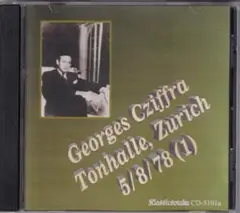 Georges Cziffra
Tonhalle, Zurich
5/8/78 (1)